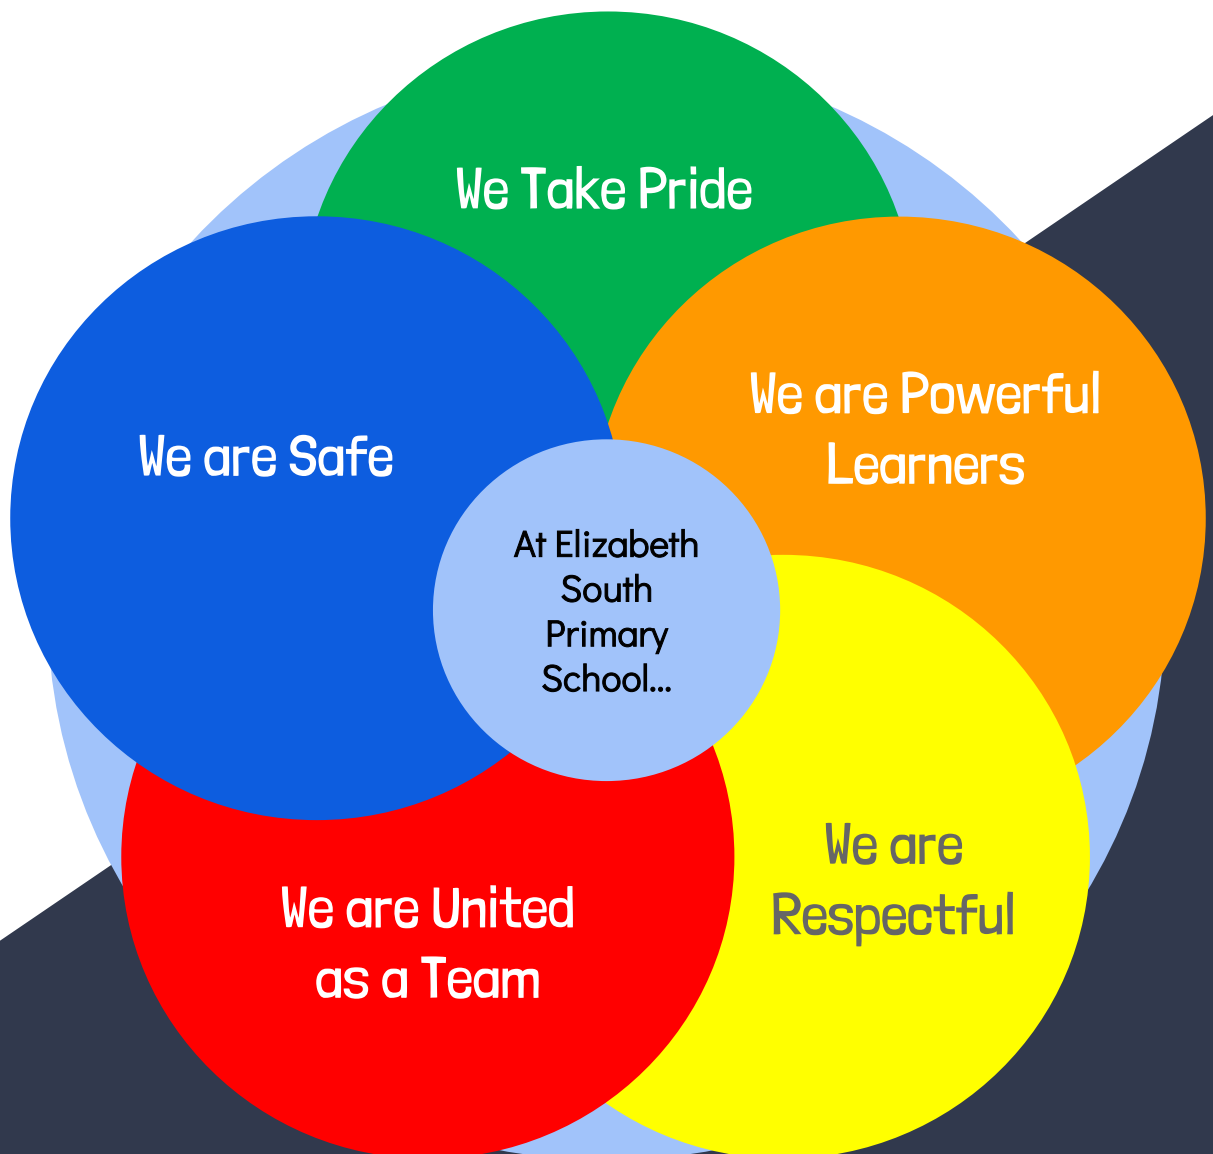 We Take Pride
We are Powerful
Learners
We are Safe
At Elizabeth
South
Primary
School...
We are
Respectful
We are United
as a Team